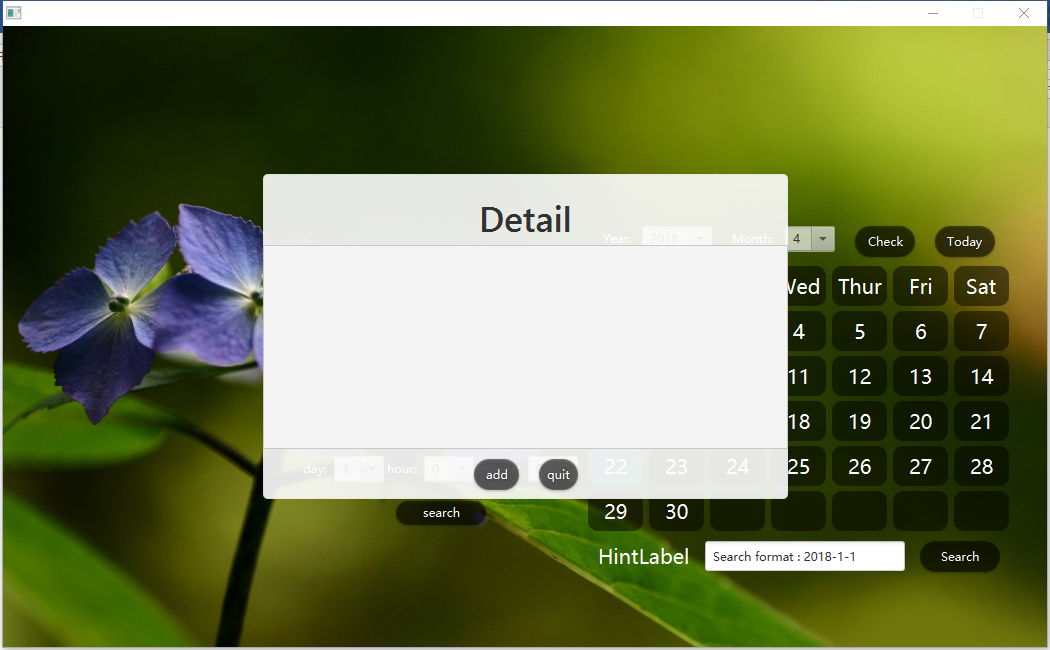 Detail
Year: 2018 Month: 4 Check Today
Wed Thur Fri Sat
4 5 6 7
11 12 13 14
18 19 20 21
day: 1 hour: 0 add quit 22 23 24 25 26 27 28
search 29 30
HintLabel Search format : 2018-1-1 Search